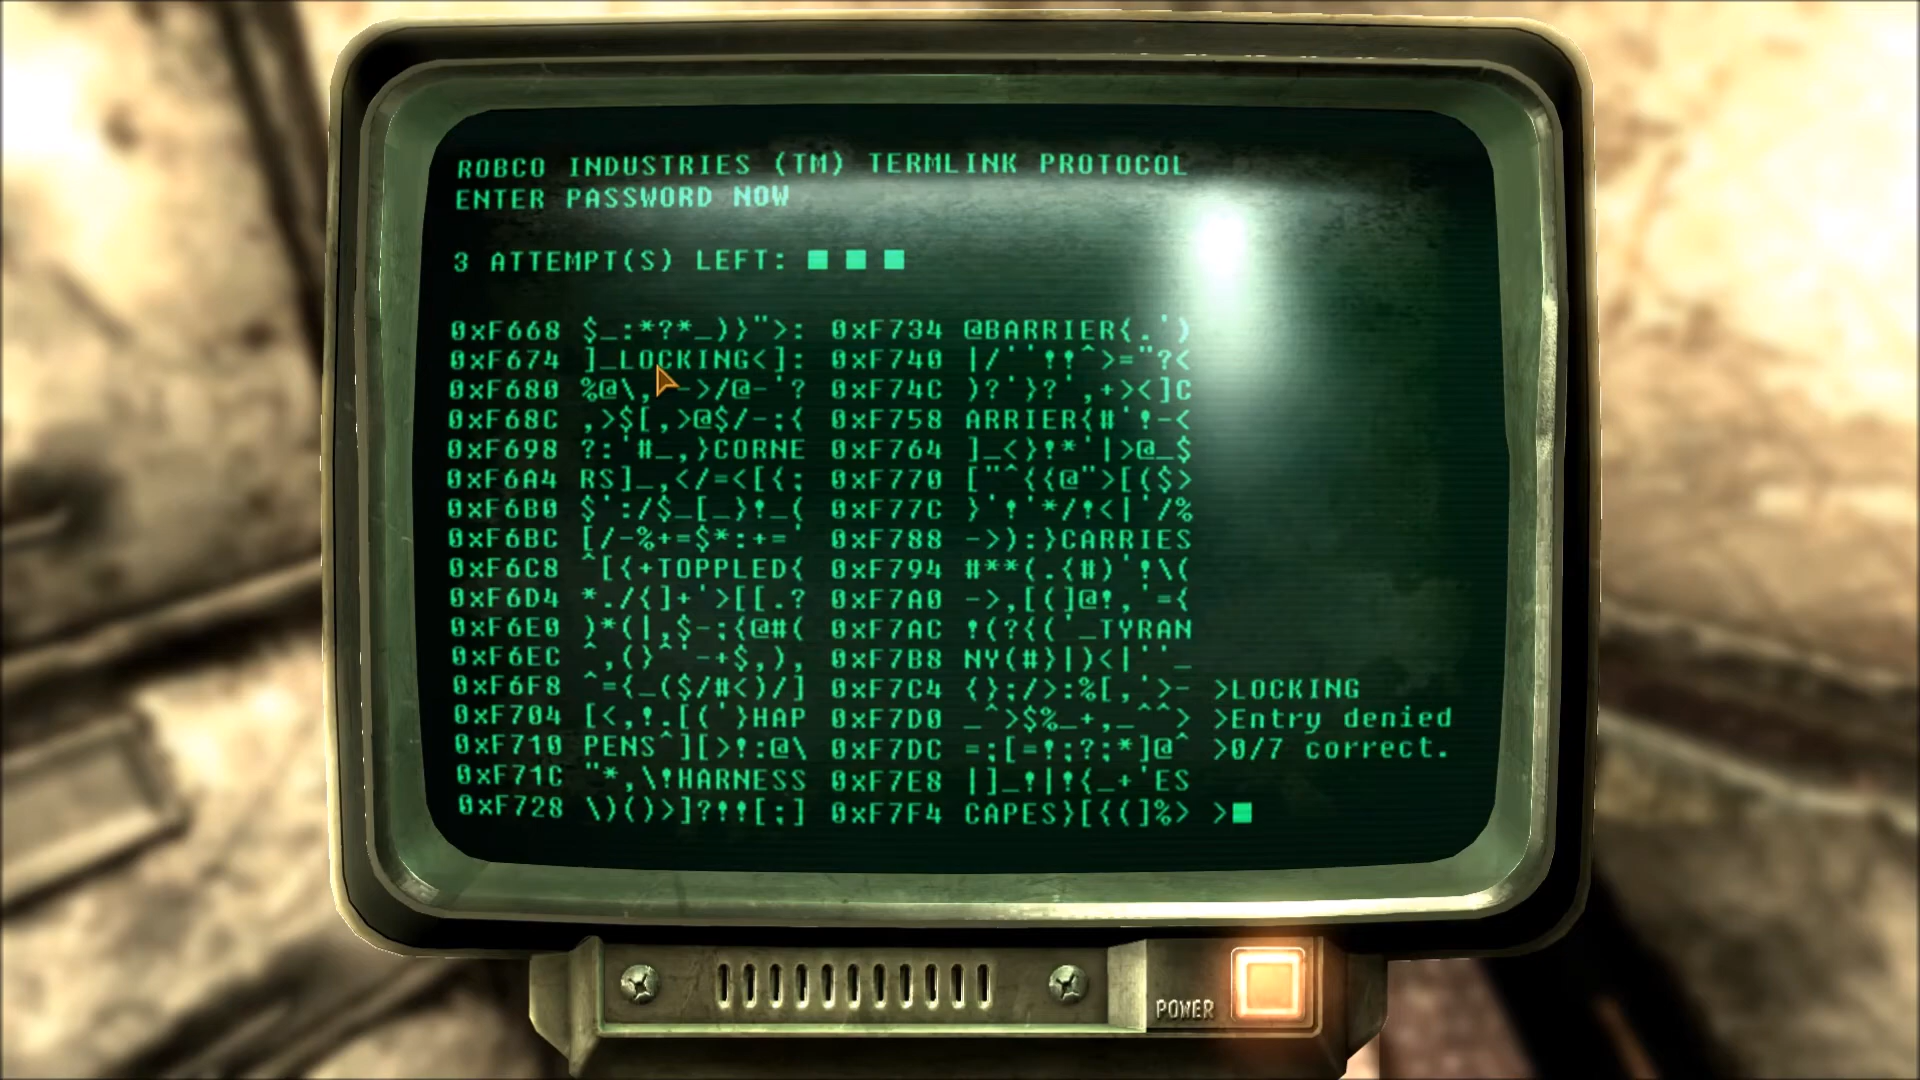 ROBCO INDUSTRIES (TM) TERMLINK PROTOCOL
ENTER PASSWORD NOW
3 ATTEMPT(S) LEFT: ■ ■ ■
0xF668 $_:*?*_)}">: 0xF734 @BARRIER{.')
0xF674 ]_LOCKING<]: 0xF740 |/''!!^>="?<
0xF680 %@\,->/@-'? 0xF74C )?'}?',+><]C
0xF68C ,>$[,>@$/-;{ 0xF758 ARRIER{#'!-<
0xF698 ?:'#_,}CORNE 0xF764 ]_<}!*'|>@_$
0xF6A4 RS]_,</=<[{; 0xF770 ["^{{@">[($>
0xF6B0 $':/$_[_}!_( 0xF77C }'!'*/!<|'/%
0xF6BC [/-%+=$*:+=' 0xF788 ->):}CARRIES
0xF6C8 ^[{+TOPPLED{ 0xF794 #**(.{#)'!\(
0xF6D4 *./{]+'>[[.? 0xF7A0 ->,[(]@!,'={
0xF6E0 )*(|,$-;{@#( 0xF7AC !(?{('_TYRAN
0xF6EC ^,(}^'-+$,), 0xF7B8 NY(#}|)<|''_
0xF6F8 ^={_($/#<)/] 0xF7C4 {};/>:%[,'>- >LOCKING
0xF704 [<,!.[('}HAP 0xF7D0 _^>$%_+,_^^> >Entry denied
0xF710 PENS^][>!:@\ 0xF7DC =;[=!;?;*]@^ >0/7 correct.
0xF71C "*,\!HARNESS 0xF7E8 |]_!|!{_+'ES
0xF728 \)()>]?!![;] 0xF7F4 CAPES}[{(]%> >■
POWER